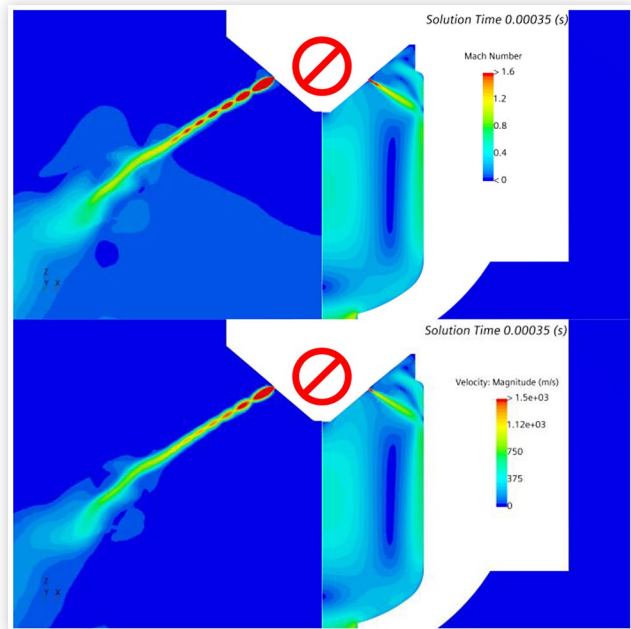 Solution Time 0.00035 (s)
Mach Number
> 1.6
1.2
0.8
0.4
< 0
Z
Y X
Solution Time 0.00035 (s)
Velocity: Magnitude (m/s)
> 1.5e+03
1.12e+03
750
375
0
Z
Y X